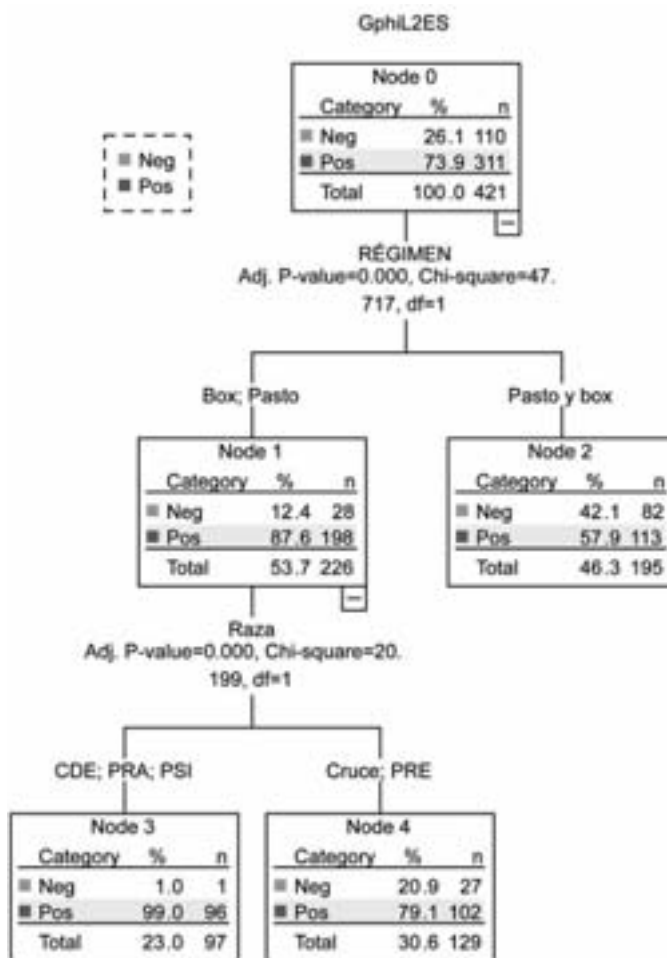 GphiL2ES
Neg
Pos
Node 0
Category % n
Neg 26.1 110
Pos 73.9 311
Total 100.0 421
RÉGIMEN
Adj. P-value=0.000, Chi-square=47.
717, df=1
Box; Pasto
Pasto y box
Node 1
Category % n
Neg 12.4 28
Pos 87.6 198
Total 53.7 226
Node 2
Category % n
Neg 42.1 82
Pos 57.9 113
Total 46.3 195
Raza
Adj. P-value=0.000, Chi-square=20.
199, df=1
CDE; PRA; PSI
Cruce; PRE
Node 3
Category % n
Neg 1.0 1
Pos 99.0 96
Total 23.0 97
Node 4
Category % n
Neg 20.9 27
Pos 79.1 102
Total 30.6 129